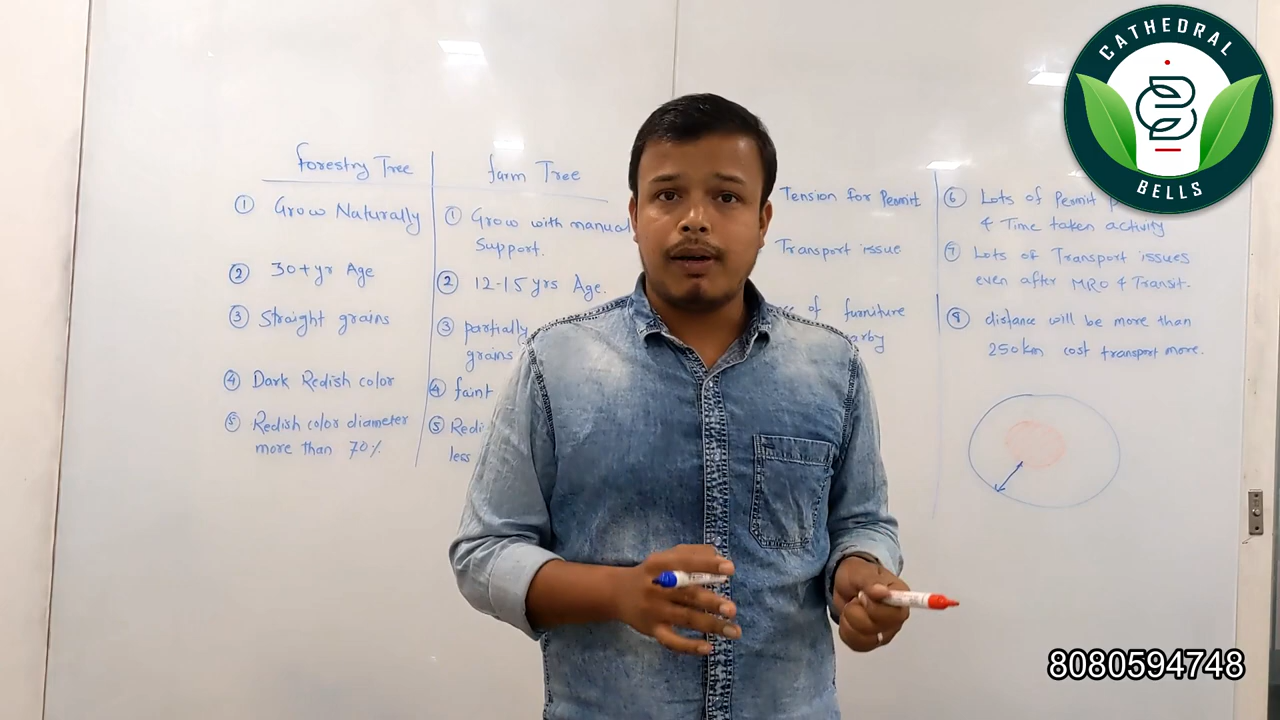 CATHEDRAL
BELLS
forestry Tree
① Grow Naturally
② 30+yr Age
③ Straight grains
④ Dark Redish color
⑤ Redish color diameter
more than 70%
farm Tree
① Grow with manual
Support.
② 12-15 yrs Age.
③ partially
grains
④ faint
⑤ Redi
less
Tension for Permit
Transport issue
of furniture
arby
⑥ Lots of Permit
& Time taken activity
⑦ Lots of Transport issues
even after MRO & Transit.
⑧ distance will be more than
250km cost transport more.
8080594748